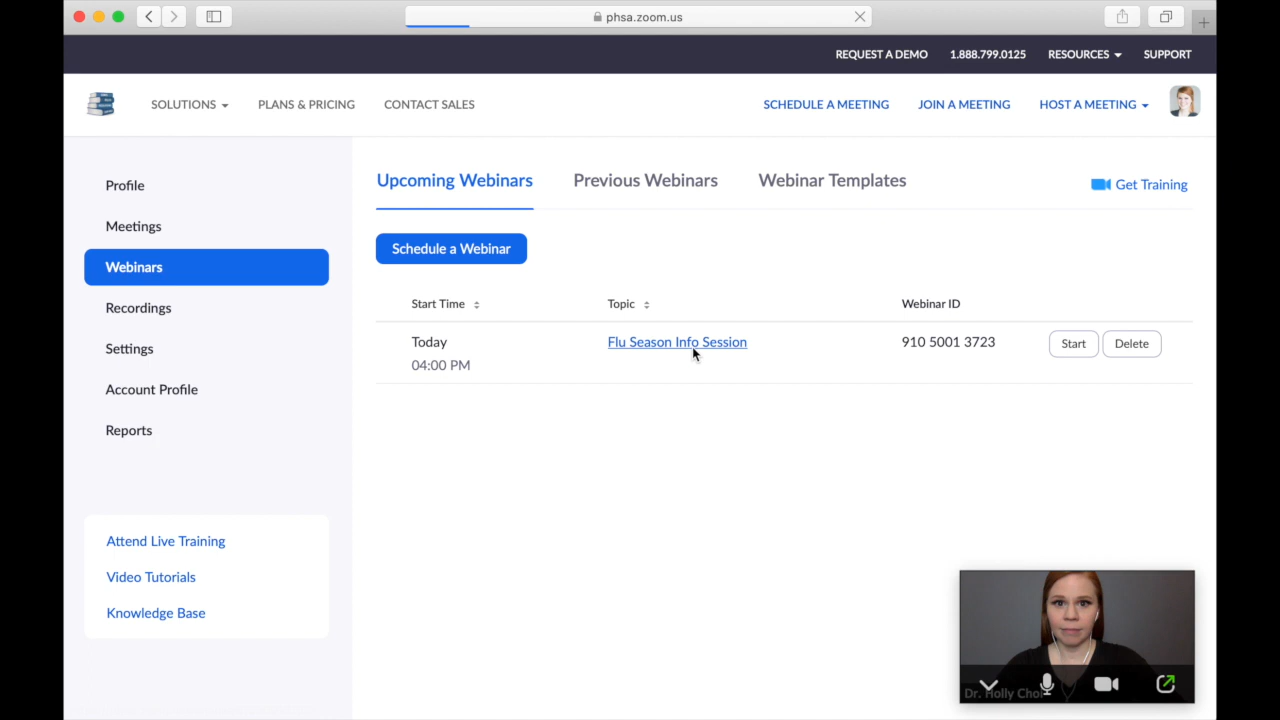 phsa.zoom.us
REQUEST A DEMO 1.888.799.0125 RESOURCES SUPPORT
SOLUTIONS PLANS & PRICING CONTACT SALES SCHEDULE A MEETING JOIN A MEETING HOST A MEETING
Profile
Meetings
Webinars
Recordings
Settings
Account Profile
Reports
Attend Live Training
Video Tutorials
Knowledge Base
Upcoming Webinars Previous Webinars Webinar Templates
Get Training
Schedule a Webinar
Start Time Topic Webinar ID
Today Flu Season Info Session 910 5001 3723 Start Delete
04:00 PM
Dr. Holly Choi